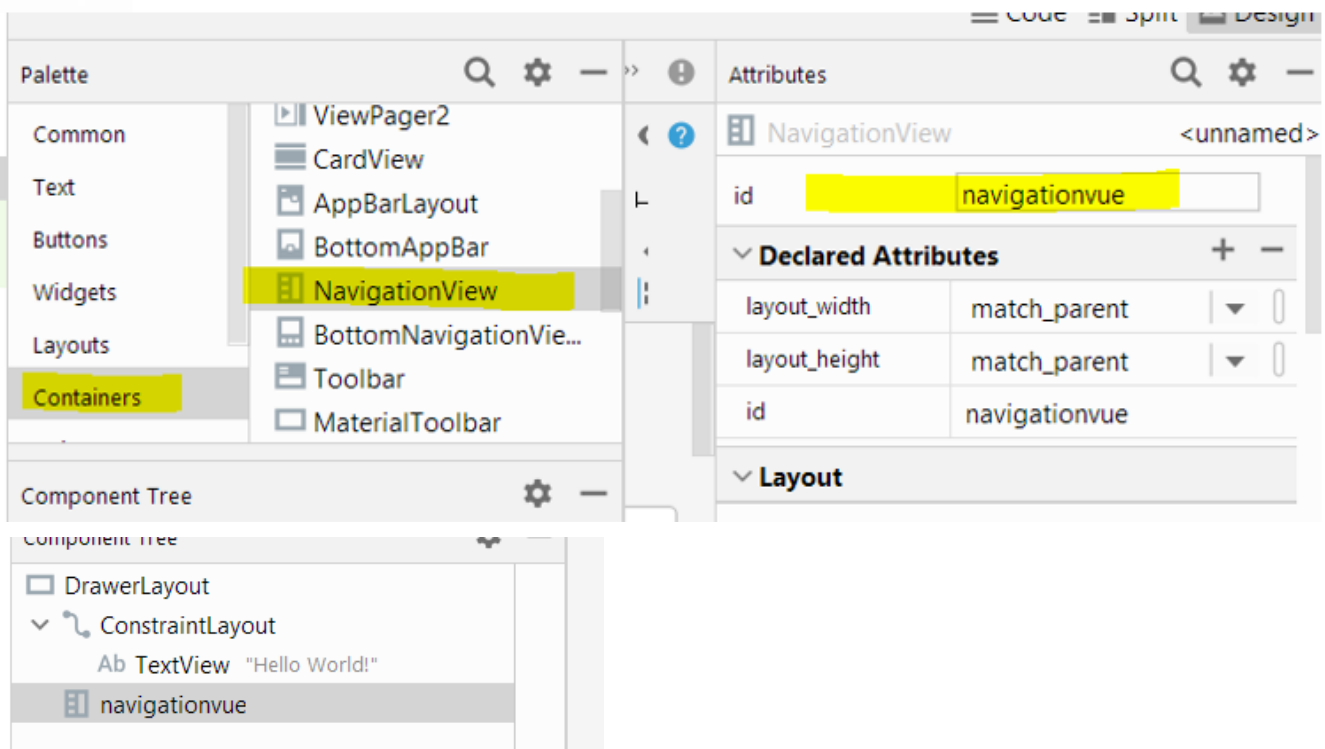 Code Split Design
Palette
Common
Text
Buttons
Widgets
Layouts
Containers
ViewPager2
CardView
AppBarLayout
BottomAppBar
NavigationView
BottomNavigationVie...
Toolbar
MaterialToolbar
Component Tree
Attributes
NavigationView <unnamed>
id navigationvue
Declared Attributes
layout_width match_parent
layout_height match_parent
id navigationvue
Layout
Component Tree
DrawerLayout
ConstraintLayout
Ab TextView "Hello World!"
navigationvue